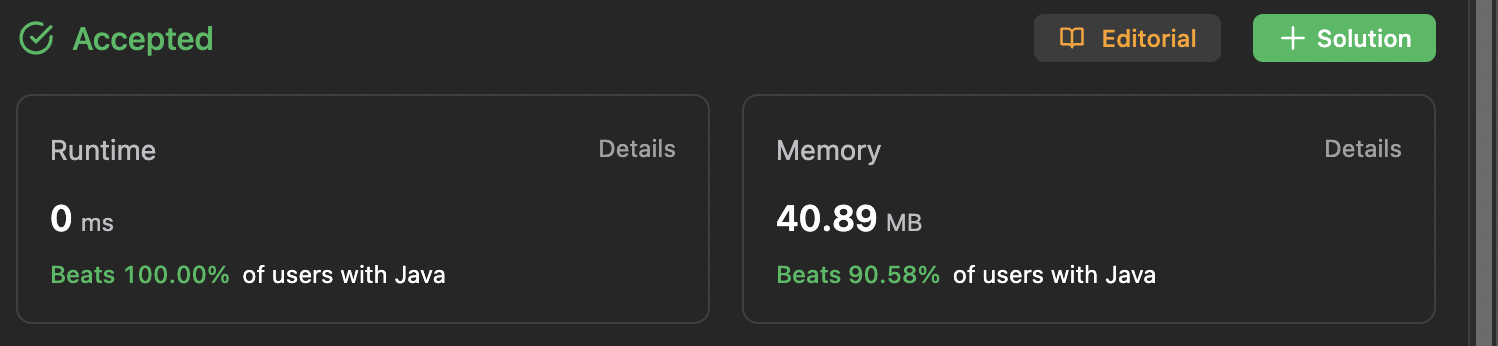 Accepted
Editorial
+ Solution
Runtime
Details
0 ms
Beats 100.00% of users with Java
Memory
Details
40.89 MB
Beats 90.58% of users with Java